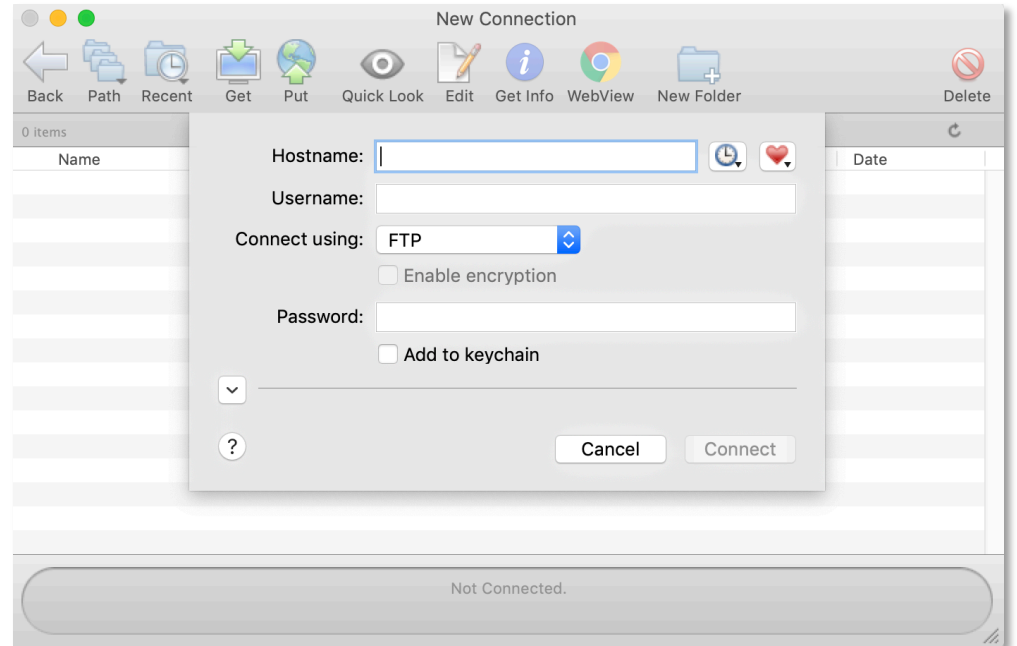 New Connection
Back Path Recent Get Put Quick Look Edit Get Info WebView New Folder Delete
0 items
Name Date
Hostname:
Username:
Connect using: FTP
Enable encryption
Password:
Add to keychain
?
Cancel Connect
Not Connected.